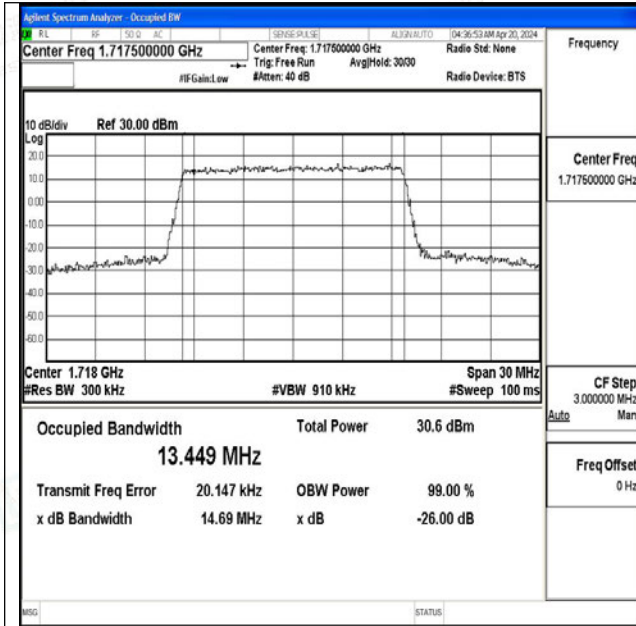 Agilent Spectrum Analyzer - Occupied BW
RL RF 50 Ω AC SENSE:PULSE ALIGNAUTO 04:36:53 AM Apr 20, 2024
Center Freq 1.717500000 GHz
Center Freq: 1.717500000 GHz
Radio Std: None
Trig: Free Run Avg|Hold: 30/30
#IFGain:Low
#Atten: 40 dB
Radio Device: BTS
Frequency
10 dB/div Ref 30.00 dBm
Log
20.0
10.0
0.00
-10.0
-20.0
-30.0
-40.0
-50.0
-60.0
Center Freq
1.717500000 GHz
Center 1.718 GHz
Span 30 MHz
#Res BW 300 kHz
#VBW 910 kHz
#Sweep 100 ms
CF Step
3.000000 MHz
Auto Man
Freq Offset
0 Hz
Occupied Bandwidth
13.449 MHz
Total Power 30.6 dBm
Transmit Freq Error 20.147 kHz
OBW Power 99.00 %
x dB Bandwidth 14.69 MHz
x dB -26.00 dB
MSG
STATUS